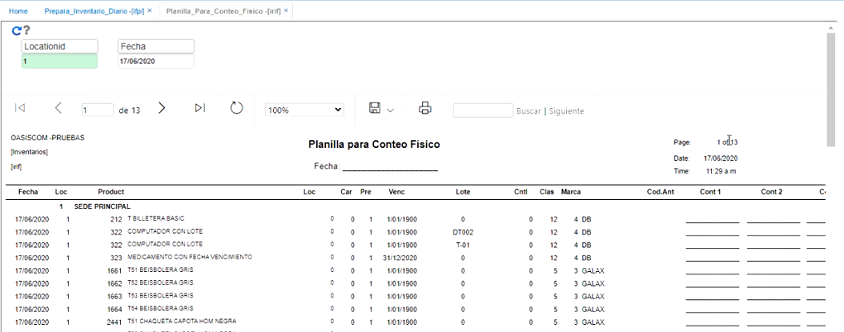 Home Prepara_Inventario_Diario -[Ifpi] × Planilla_Para_Conteo_Fisico -[irif] ×
Locationid Fecha
1 17/06/2020
1 de 13 100% Buscar | Siguiente
OASISCOM -PRUEBAS
[Inventarios]
[irif]
Planilla para Conteo Físico
Fecha: ____________________
Page: 1 of 13
Date: 17/06/2020
Time: 11:29 a.m
Fecha Loc Product Loc Car Pre Venc Lote Cntl Clas Marca Cod.Ant Cont 1 Cont 2 Co
1 SEDE PRINCIPAL
17/06/2020 1 212 T BILLETERA BASIC 0 0 1 1/01/1900 0 0 12 4 DB
17/06/2020 1 322 COMPUTADOR CON LOTE 0 0 1 1/01/1900 DT002 0 12 4 DB
17/06/2020 1 322 COMPUTADOR CON LOTE 0 0 1 1/01/1900 T-01 0 12 4 DB
17/06/2020 1 323 MEDICAMENTO CON FECHA VENCIMIENTO 0 0 1 31/12/2020 0 0 12 4 DB
17/06/2020 1 1661 T51 BEISBOLERA GRIS 0 0 1 1/01/1900 0 0 5 3 GALAX
17/06/2020 1 1662 T52 BEISBOLERA GRIS 0 0 1 1/01/1900 0 0 5 3 GALAX
17/06/2020 1 1663 T53 BEISBOLERA GRIS 0 0 1 1/01/1900 0 0 5 3 GALAX
17/06/2020 1 1664 T54 BEISBOLERA GRIS 0 0 1 1/01/1900 0 0 5 3 GALAX
17/06/2020 1 2441 T51 CHAQUETA CAPOTA HOM NEGRA 0 0 1 1/01/1900 0 0 5 3 GALAX